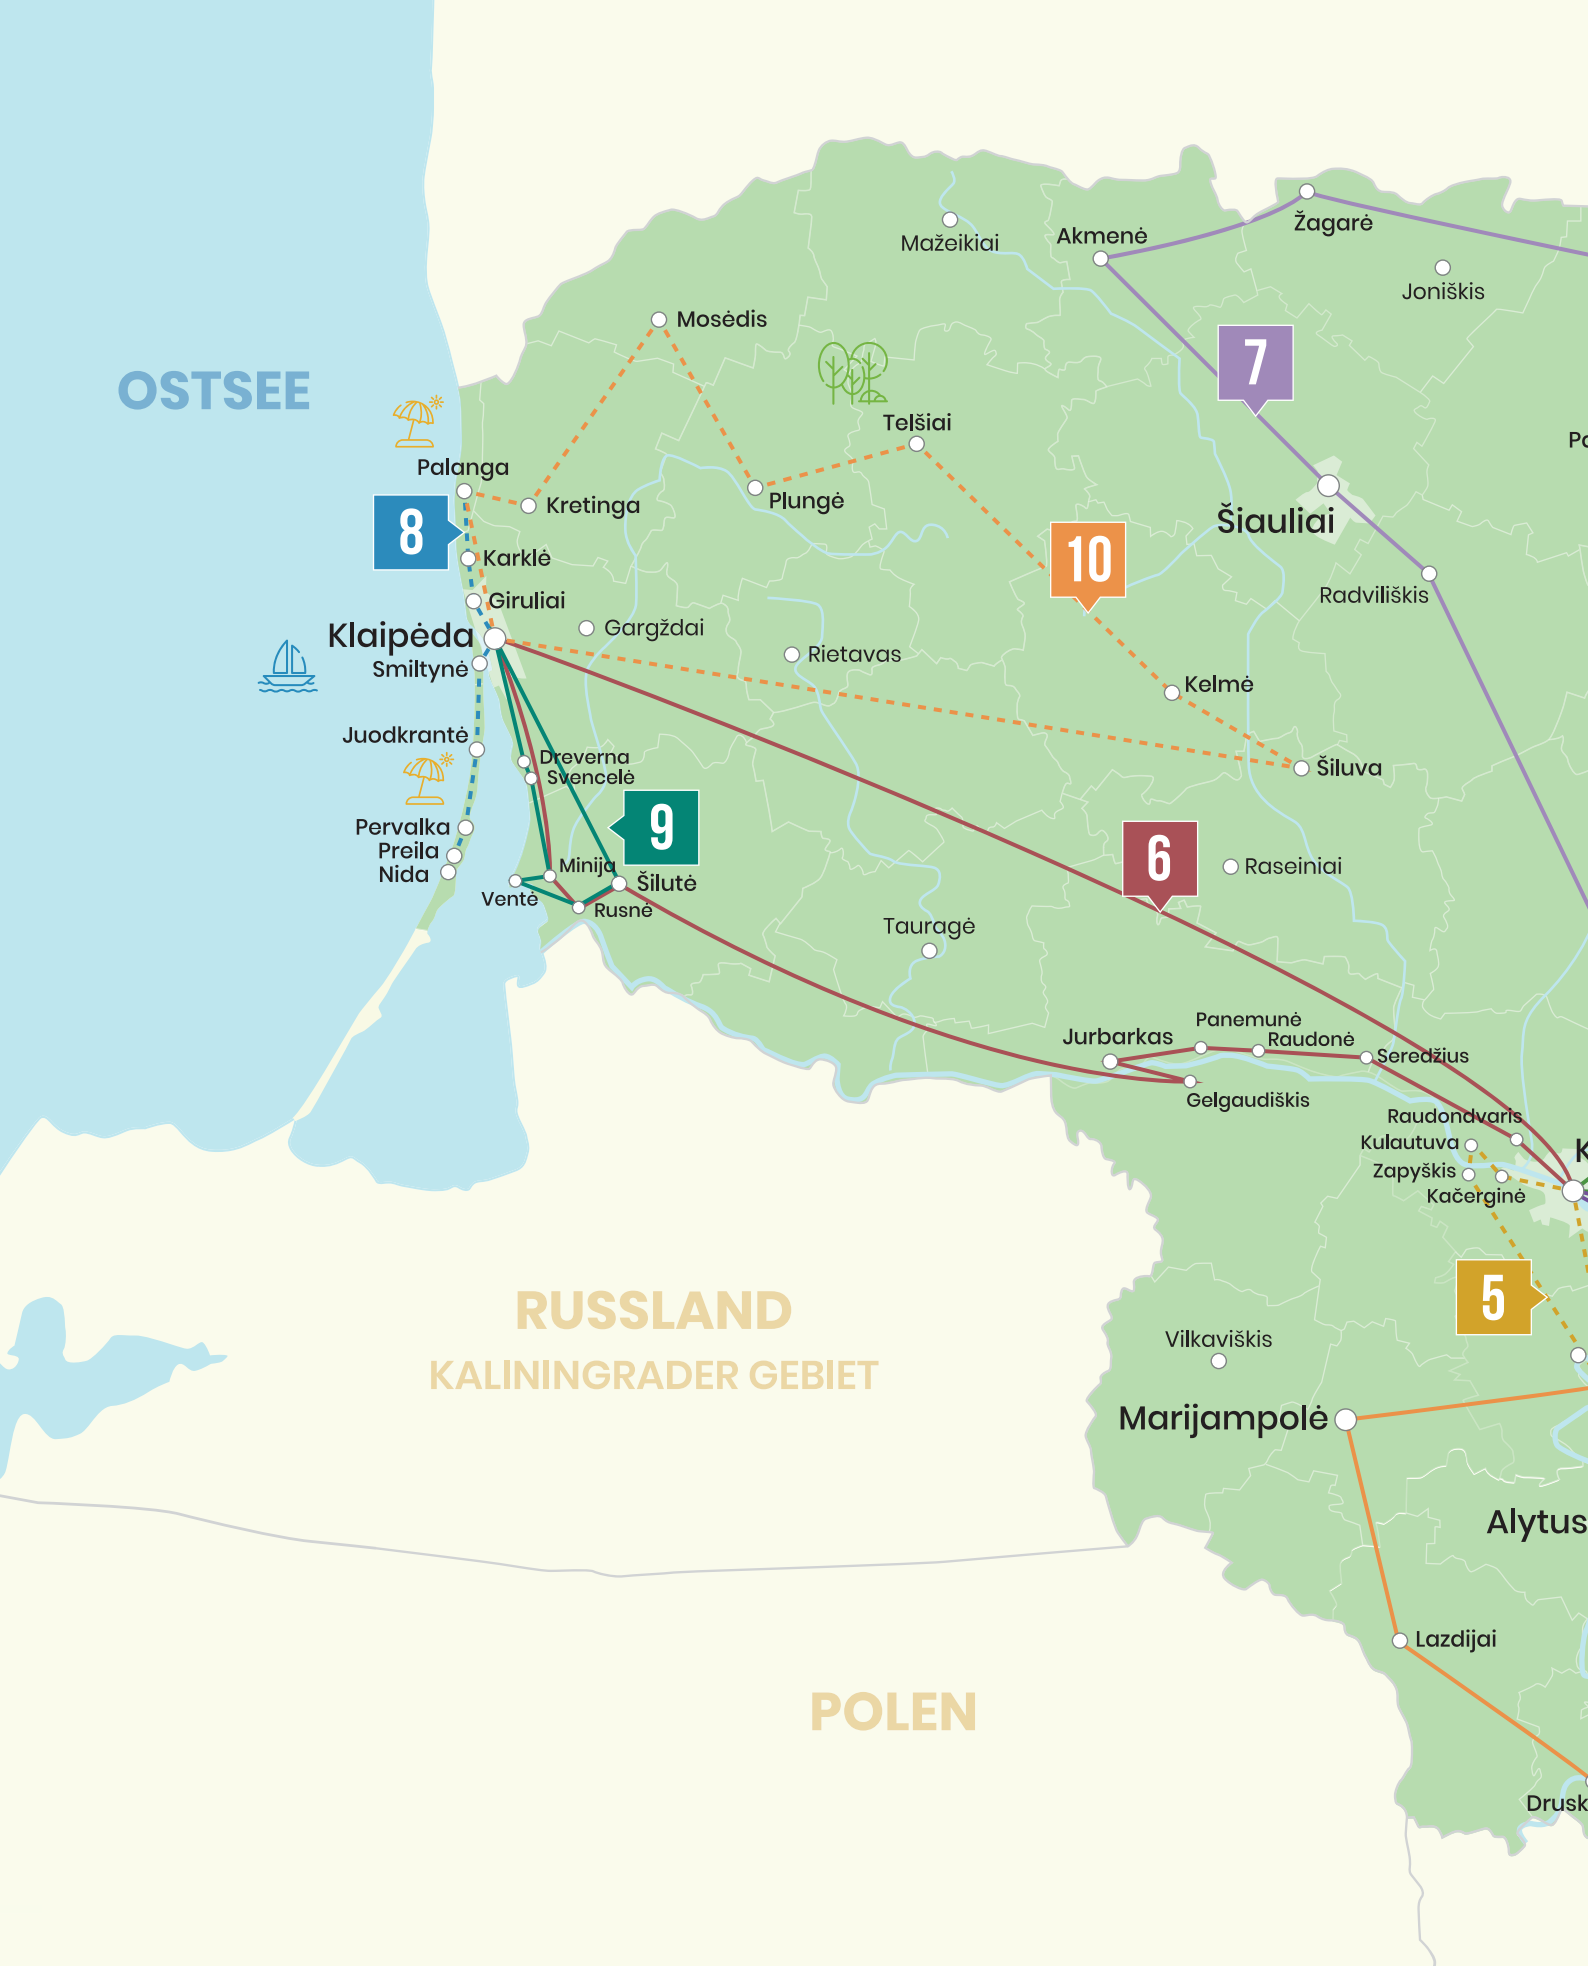 Žagarė
Akmenė
Mažeikiai
Joniškis
Mosėdis
7
OSTSEE
Telšiai
Palanga
Plungė
Kretinga
Šiauliai
8
10
Karklė
Radviliškis
Giruliai
Gargždai
Klaipėda
Rietavas
Smiltynė
Kelmė
Juodkrantė
Dreverna
Šiluva
Svencelė
Pervalka
9
Preila
Minija
6
Raseiniai
Nida
Šilutė
Ventė
Rusnė
Tauragė
Panemunė
Jurbarkas
Raudonė
Seredžius
Gelgaudiškis
Raudondvaris
Kulautuva
K
Zapyškis
Kačerginė
5
RUSSLAND
Vilkaviškis
KALININGRADER GEBIET
Marijampolė
Alytus
Lazdijai
POLEN
Drusk